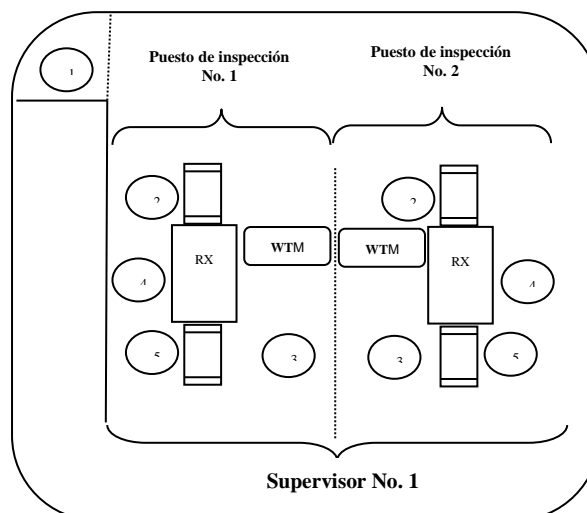 1
Puesto de inspección
No. 1
Puesto de inspección
No. 2
2
2
WTM
WTM
RX
RX
4
4
5
3
3
5
Supervisor No. 1